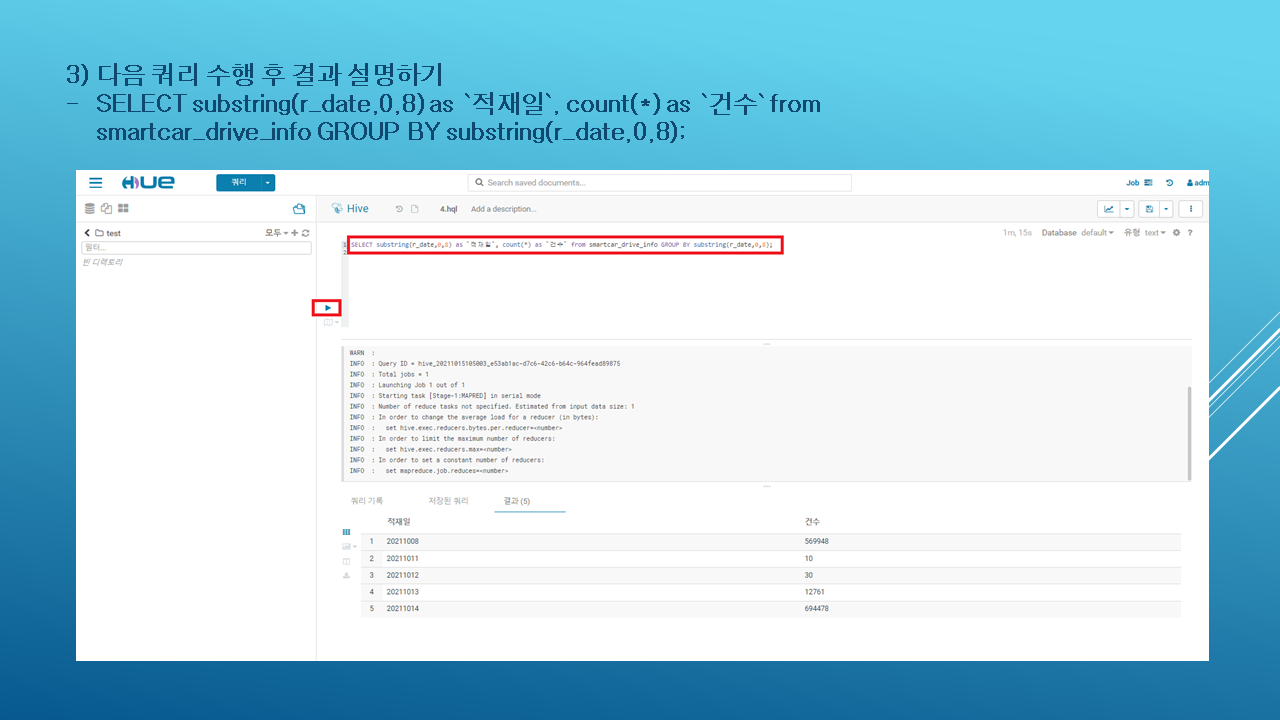 3) 다음 쿼리 수행 후 결과 설명하기
- SELECT substring(r_date,0,8) as `적재일`, count(*) as `건수` from
smartcar_drive_info GROUP BY substring(r_date,0,8);
HUE
쿼리
Search saved documents...
Job
adm
Hive
4.hql
Add a description...
test
모두
필터...
빈 디렉토리
1m, 15s Database default 유형 text ?
1 SELECT substring(r_date,0,8) as `적재일`, count(*) as `건수` from smartcar_drive_info GROUP BY substring(r_date,0,8);
2
WARN :
INFO : Query ID = hive_20211015105003_e53ab1ac-d7c6-42c6-b64c-964fead89875
INFO : Total jobs = 1
INFO : Launching Job 1 out of 1
INFO : Starting task [Stage-1:MAPRED] in serial mode
INFO : Number of reduce tasks not specified. Estimated from input data size: 1
INFO : In order to change the average load for a reducer (in bytes):
INFO : set hive.exec.reducers.bytes.per.reducer=<number>
INFO : In order to limit the maximum number of reducers:
INFO : set hive.exec.reducers.max=<number>
INFO : In order to set a constant number of reducers:
INFO : set mapreduce.job.reduces=<number>
쿼리 기록 저장된 쿼리 결과 (5)
적재일 건수
1 20211008 569948
2 20211011 10
3 20211012 30
4 20211013 12761
5 20211014 694478